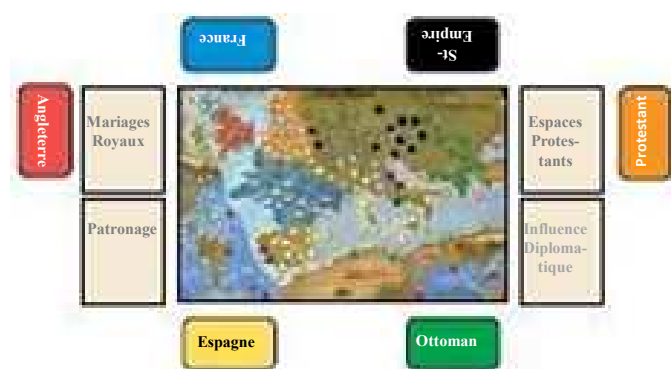 France
St-
Empire
Angleterre
Mariages
Royaux
Espaces
Protes-
tants
Protestant
Patronage
Influence
Diploma-
tique
Espagne
Ottoman